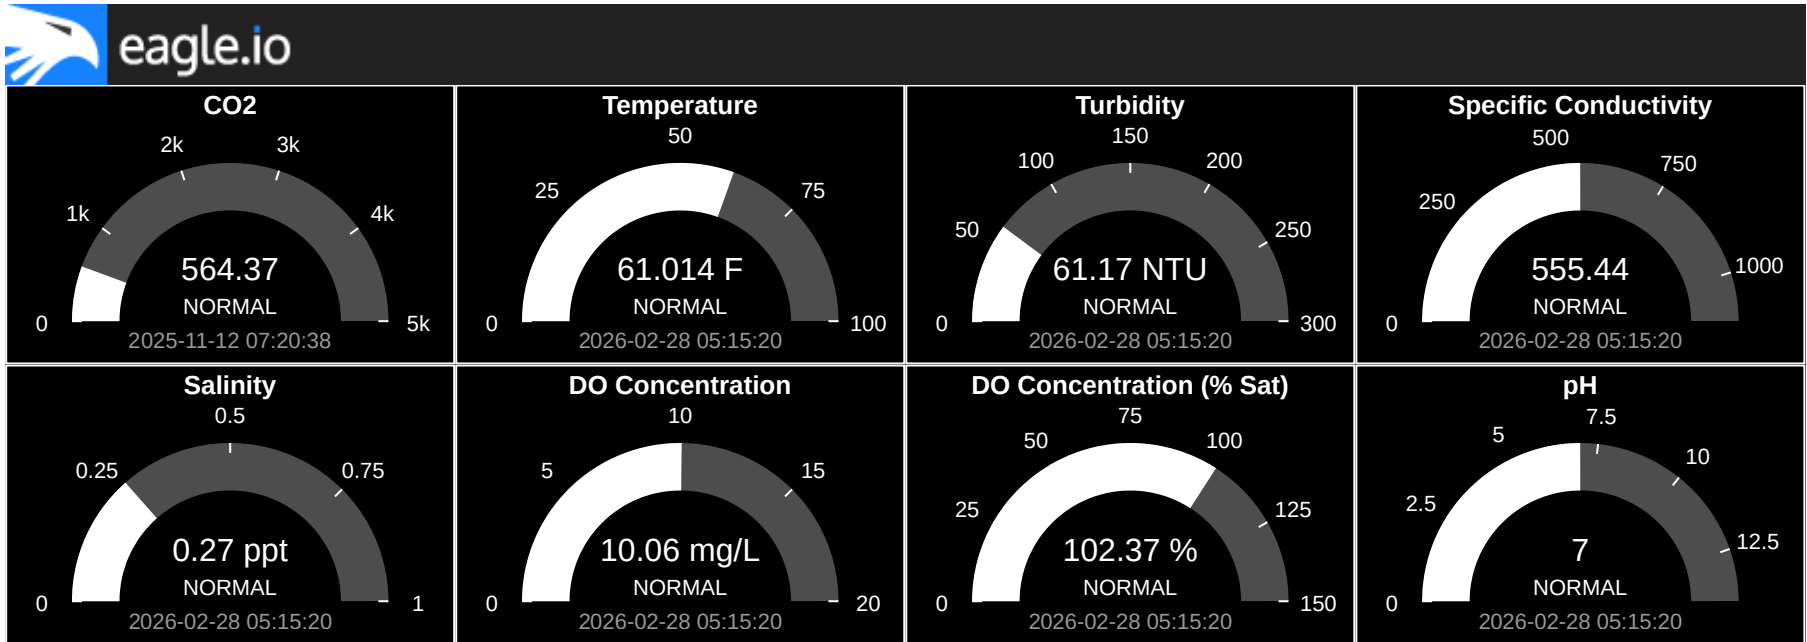 eagle.io
CO2
2k
3k
1k
4k
0
5k
564.37
NORMAL
2025-11-12 07:20:38
Temperature
50
25
75
0
100
61.014 F
NORMAL
2026-02-28 05:15:20
Turbidity
150
100
200
50
250
0
300
61.17 NTU
NORMAL
2026-02-28 05:15:20
Specific Conductivity
500
750
250
1000
0
555.44
NORMAL
2026-02-28 05:15:20
Salinity
0.5
0.25
0.75
0
1
0.27 ppt
NORMAL
2026-02-28 05:15:20
DO Concentration
10
5
15
0
20
10.06 mg/L
NORMAL
2026-02-28 05:15:20
DO Concentration (% Sat)
75
50
100
25
125
0
150
102.37 %
NORMAL
2026-02-28 05:15:20
pH
7.5
5
10
2.5
12.5
0
7
NORMAL
2026-02-28 05:15:20